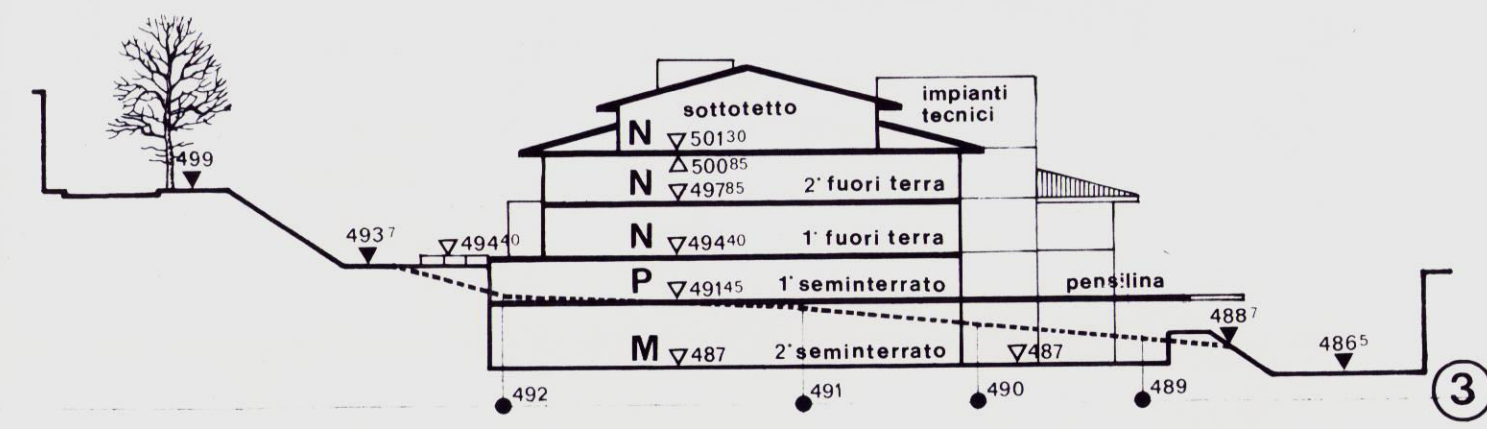 impianti
tecnici
sottotetto
N 501³⁰
499
500⁸⁵
N 497⁸⁵ 2° fuori terra
493⁷ 494⁴⁰
N 494⁴⁰ 1° fuori terra
P 491⁴⁵ 1° seminterrato
pensilina
488⁷
M 487 2° seminterrato 487
486⁵
492 491 490 489
3